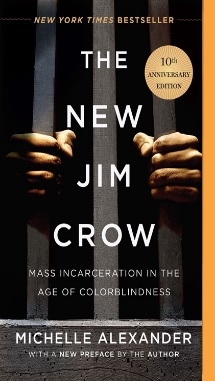 NEW YORK TIMES BESTSELLER
THE
NEW
JIM
CROW
10th
ANNIVERSARY
EDITION
MASS INCARCERATION IN THE
AGE OF COLORBLINDNESS
MICHELLE ALEXANDER
WITH A NEW PREFACE BY THE AUTHOR